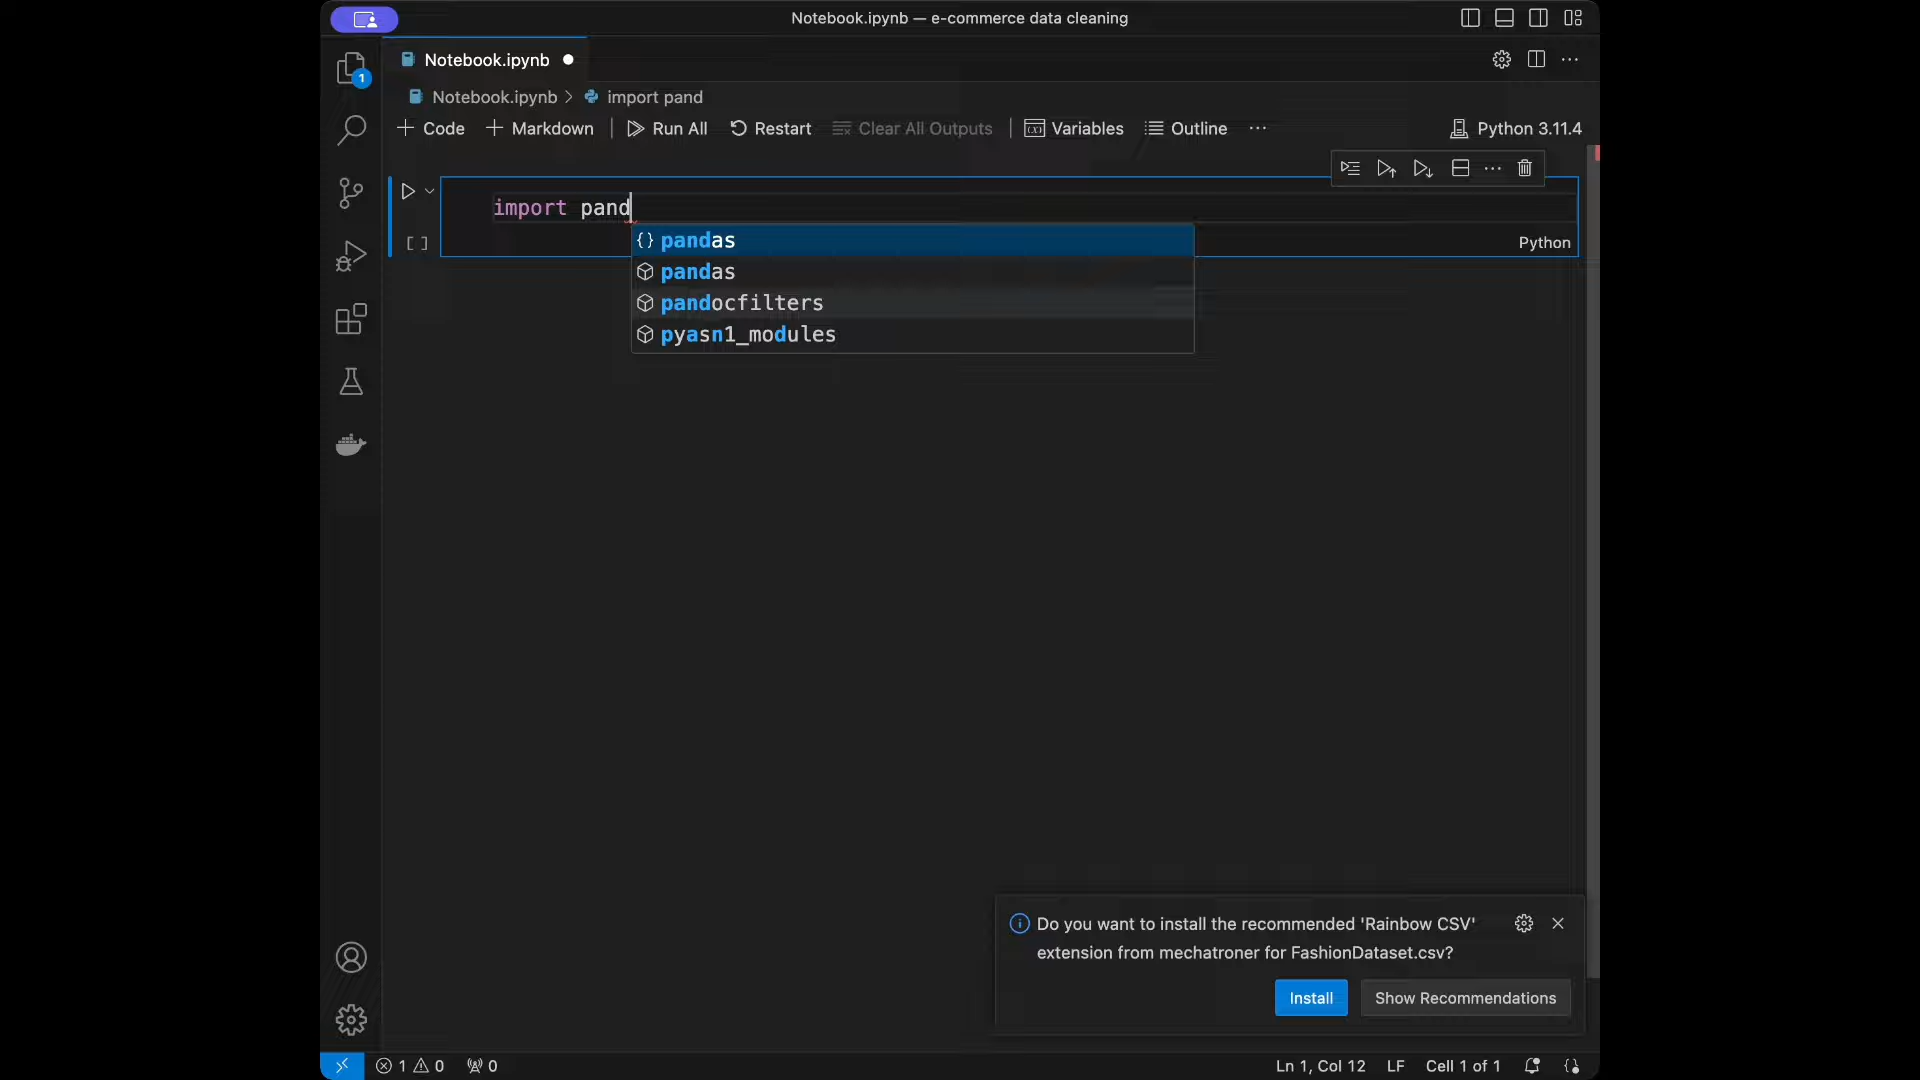 Notebook.ipynb — e-commerce data cleaning
1
Notebook.ipynb
Notebook.ipynb > import pand
+ Code + Markdown | Run All Restart Clear All Outputs | Variables Outline ... Python 3.11.4
import pand
[ ]
{} pandas
Python
pandas
pandocfilters
pyasn1_modules
Do you want to install the recommended 'Rainbow CSV'
extension from mechatroner for FashionDataset.csv?
Install Show Recommendations
1 0 0 Ln 1, Col 12 LF Cell 1 of 1